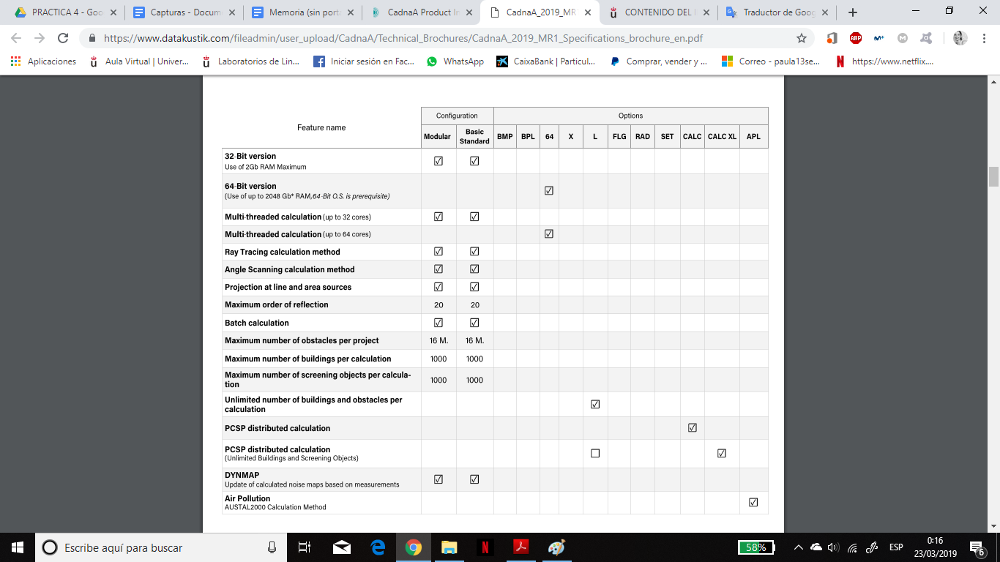 PRACTICA 4 - Goo
Capturas - Docum
Memoria (sin port
CadnaA Product In
CadnaA_2019_MR
CONTENIDO DEL I
Traductor de Goog
https://www.datakustik.com/fileadmin/user_upload/CadnaA/Technical_Brochures/CadnaA_2019_MR1_Specifications_brochure_en.pdf
ABP
Aplicaciones
Aula Virtual | Univer...
Laboratorios de Lin...
Iniciar sesión en Fac...
WhatsApp
CaixaBank | Particul...
Comprar, vender y ...
Correo - paula13se...
https://www.netflix....
Feature name
Configuration
Options
Modular
Basic
Standard
BMP
BPL
64
X
L
FLG
RAD
SET
CALC
CALC XL
APL
32-Bit version
Use of 2Gb RAM Maximum
64-Bit version
(Use of up to 2048 Gb* RAM,64-Bit O.S. is prerequisite)
Multi-threaded calculation (up to 32 cores)
Multi-threaded calculation (up to 64 cores)
Ray Tracing calculation method
Angle Scanning calculation method
Projection at line and area sources
Maximum order of reflection 20 20
Batch calculation
Maximum number of obstacles per project 16 M. 16 M.
Maximum number of buildings per calculation 1000 1000
Maximum number of screening objects per calcula-
tion 1000 1000
Unlimited number of buildings and obstacles per
calculation
PCSP distributed calculation
PCSP distributed calculation
(Unlimited Buildings and Screening Objects)
DYNMAP
Update of calculated noise maps based on measurements
Air Pollution
AUSTAL2000 Calculation Method
Escribe aquí para buscar
58%
ESP
0:16
23/03/2019
6